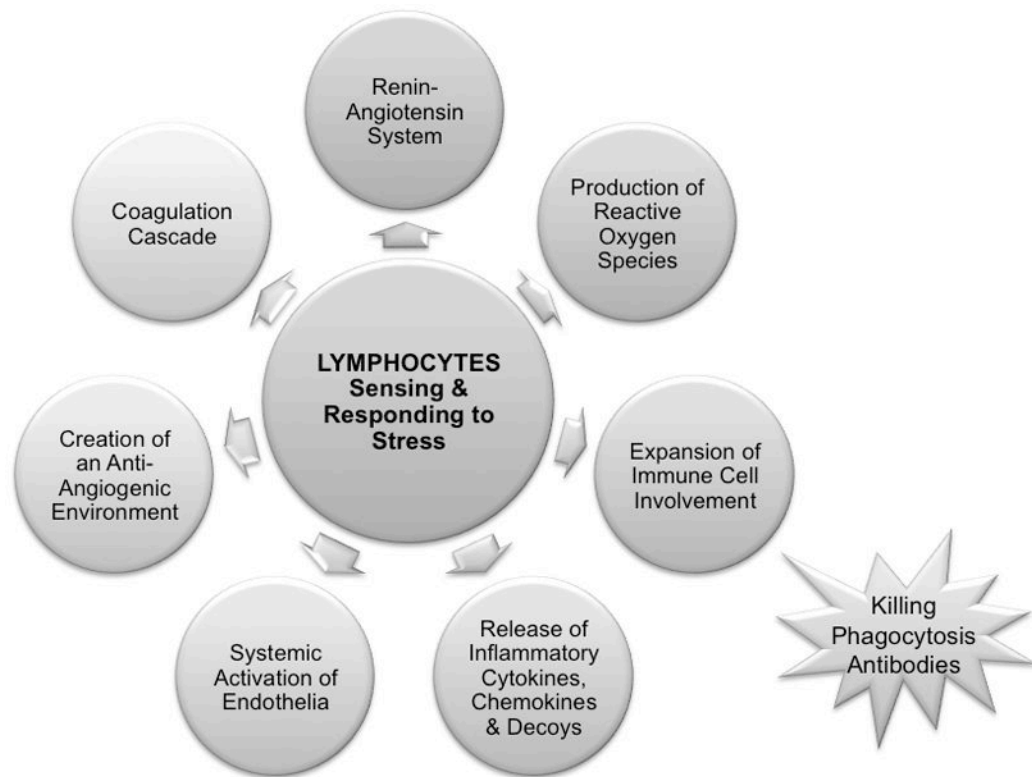 Renin-
Angiotensin
System
Production of
Reactive
Oxygen
Species
Coagulation
Cascade
LYMPHOCYTES
Sensing &
Responding to
Stress
Creation of
an Anti-
Angiogenic
Environment
Expansion of
Immune Cell
Involvement
Killing
Phagocytosis
Antibodies
Systemic
Activation of
Endothelia
Release of
Inflammatory
Cytokines,
Chemokines
& Decoys